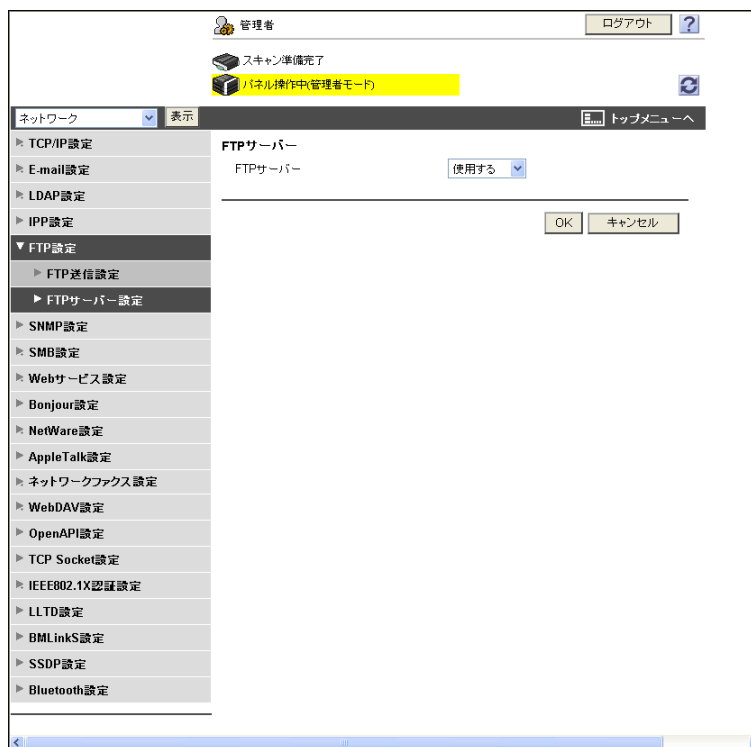 管理者
ログアウト
?
スキャン準備完了
パネル操作中(管理者モード)
ネットワーク
表示
トップメニューへ
TCP/IP設定
E-mail設定
LDAP設定
IPP設定
FTP設定
FTP送信設定
FTPサーバー設定
SNMP設定
SMB設定
Webサービス設定
Bonjour設定
NetWare設定
AppleTalk設定
ネットワークファクス設定
WebDAV設定
OpenAPI設定
TCP Socket設定
IEEE802.1X認証設定
LLTD設定
BMLinkS設定
SSDP設定
Bluetooth設定
FTPサーバー
FTPサーバー 使用する
OK キャンセル